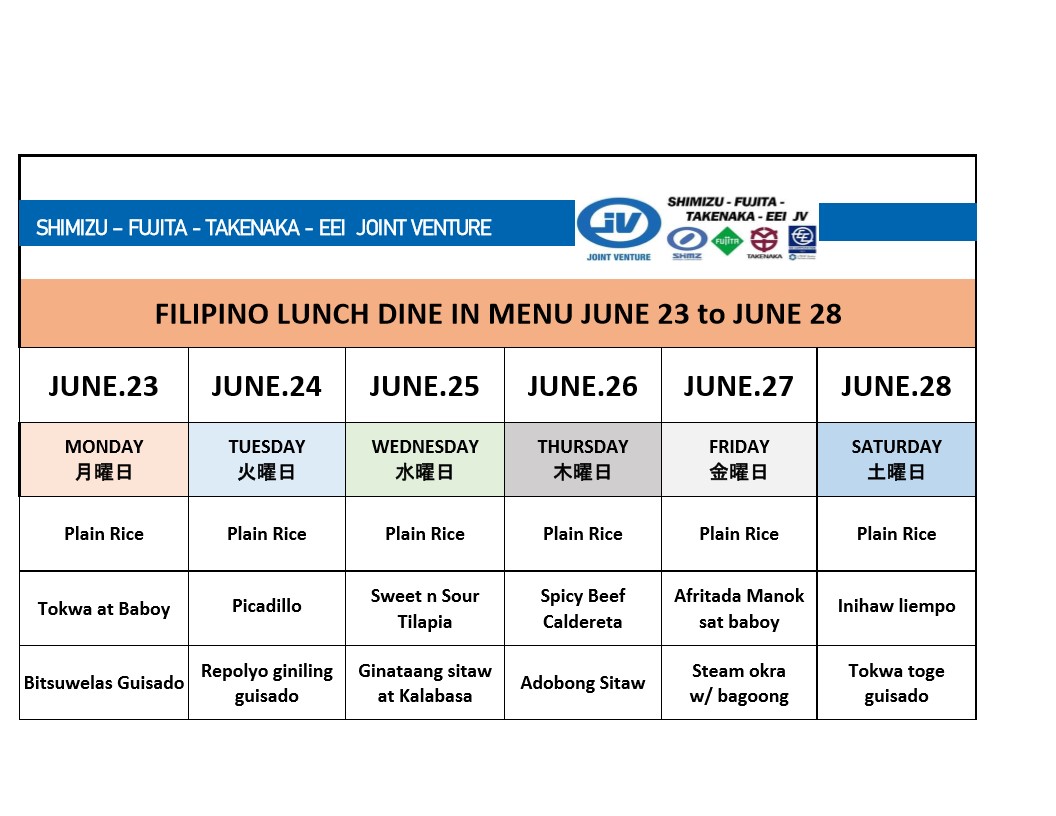 SHIMIZU – FUJITA - TAKENAKA - EEI JOINT VENTURE
JV
JOINT VENTURE
SHIMIZU - FUJITA -
TAKENAKA - EEI JV
SHMZ
FUJITA
TAKENAKA
FILIPINO LUNCH DINE IN MENU JUNE 23 to JUNE 28
JUNE.23 JUNE.24 JUNE.25 JUNE.26 JUNE.27 JUNE.28
MONDAY TUESDAY WEDNESDAY THURSDAY FRIDAY SATURDAY
月曜日 火曜日 水曜日 木曜日 金曜日 土曜日
Plain Rice Plain Rice Plain Rice Plain Rice Plain Rice Plain Rice
Tokwa at Baboy
Picadillo
Sweet n Sour
Tilapia
Spicy Beef
Caldereta
Afritada Manok
sat baboy
Inihaw liempo
Bitsuwelas Guisado
Repolyo giniling
guisado
Ginataang sitaw
at Kalabasa
Adobong Sitaw
Steam okra
w/ bagoong
Tokwa toge
guisado